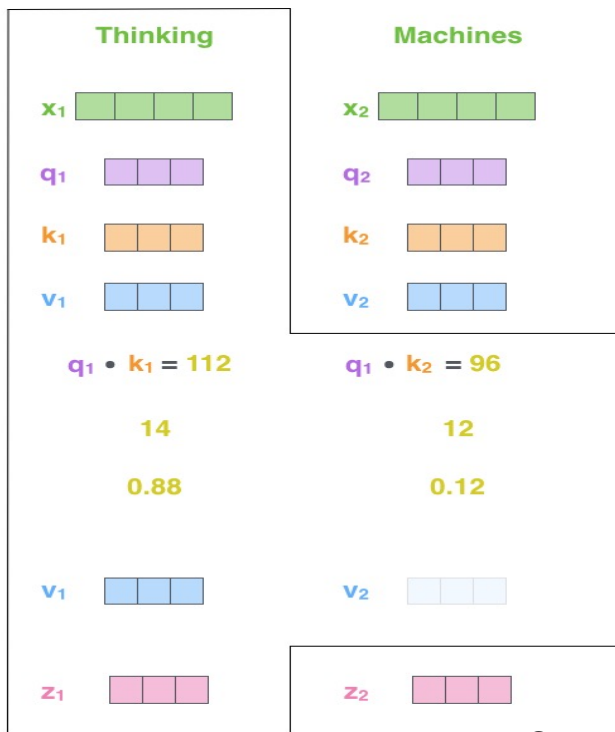 Thinking Machines
x₁ x₂
q₁ q₂
k₁ k₂
v₁ v₂
q₁ • k₁ = 112 q₁ • k₂ = 96
14 12
0.88 0.12
v₁ v₂
z₁ z₂